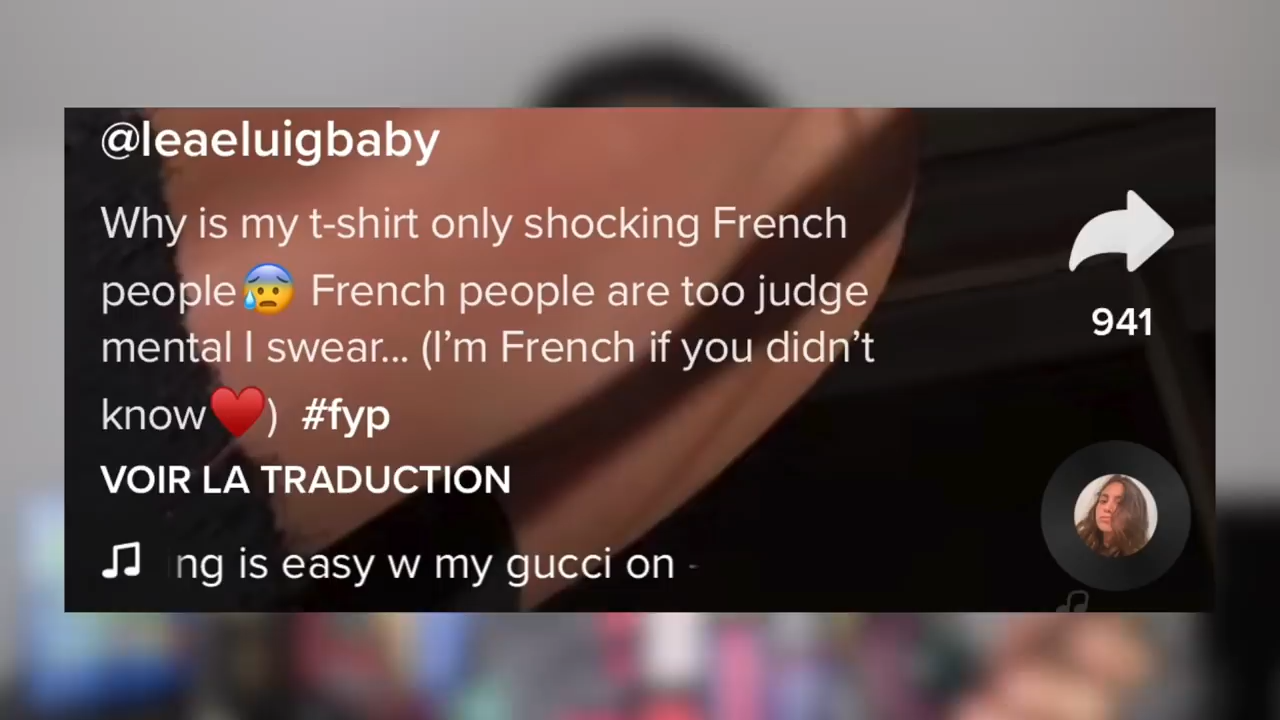 @leaeluigbaby
Why is my t-shirt only shocking French
people😰 French people are too judge
mental I swear... (I’m French if you didn’t
know❤️) #fyp
941
VOIR LA TRADUCTION
ng is easy w my gucci on -